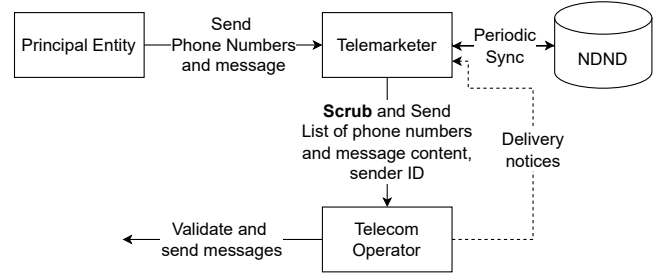 Principal Entity
Send
Phone Numbers
and message
Telemarketer
Periodic
Sync
NDND
Scrub and Send
List of phone numbers
and message content,
sender ID
Delivery
notices
Validate and
send messages
Telecom
Operator